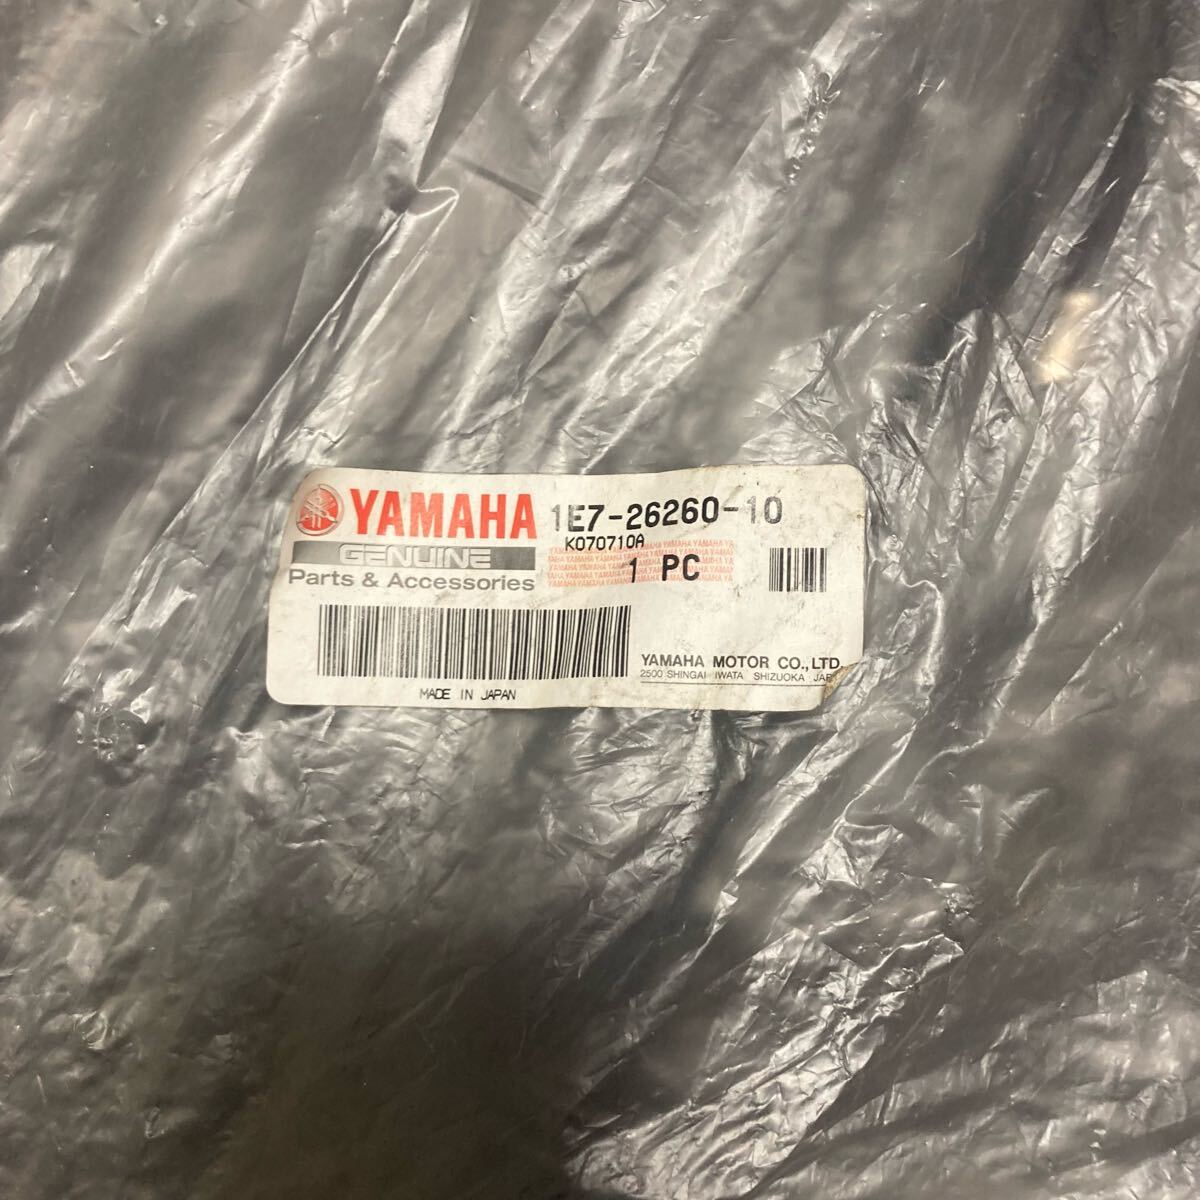 YAMAHA 1E7-26260-10
GENUINE K070710A
Parts & Accessories 1 PC
YAMAHA MOTOR CO.,LTD.
2500 SHINGAI IWATA SHIZUOKA
MADE IN JAPAN